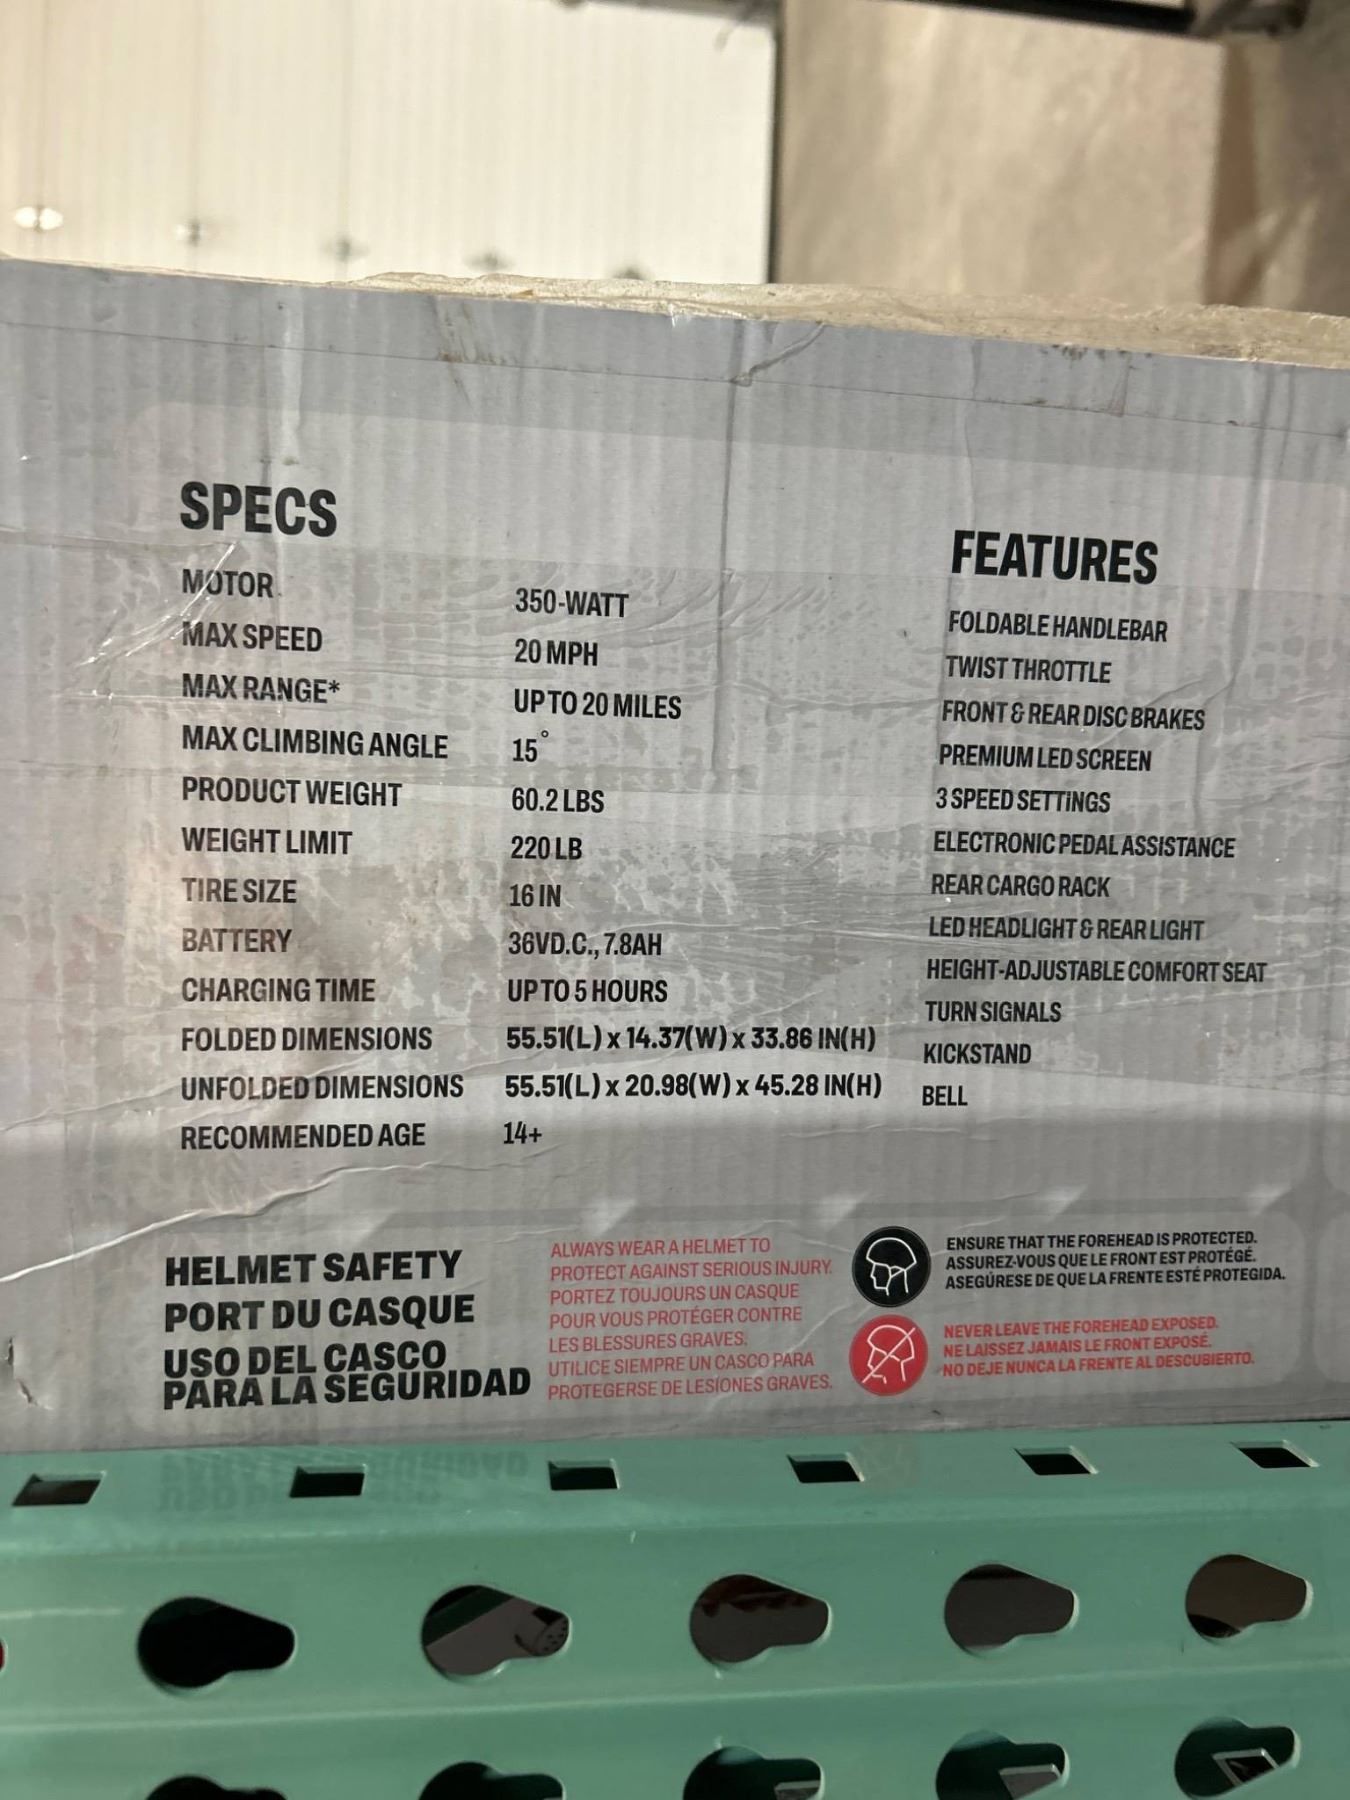 SPECS
MOTOR 350-WATT
MAX SPEED 20 MPH
MAX RANGE* UP TO 20 MILES
MAX CLIMBING ANGLE 15°
PRODUCT WEIGHT 60.2 LBS
WEIGHT LIMIT 220 LB
TIRE SIZE 16 IN
BATTERY 36VD.C., 7.8AH
CHARGING TIME UP TO 5 HOURS
FOLDED DIMENSIONS 55.51(L) x 14.37(W) x 33.86 IN(H)
UNFOLDED DIMENSIONS 55.51(L) x 20.98(W) x 45.28 IN(H)
RECOMMENDED AGE 14+
FEATURES
FOLDABLE HANDLEBAR
TWIST THROTTLE
FRONT & REAR DISC BRAKES
PREMIUM LED SCREEN
3 SPEED SETTINGS
ELECTRONIC PEDAL ASSISTANCE
REAR CARGO RACK
LED HEADLIGHT & REAR LIGHT
HEIGHT-ADJUSTABLE COMFORT SEAT
TURN SIGNALS
KICKSTAND
BELL
HELMET SAFETY
PORT DU CASQUE
USO DEL CASCO
PARA LA SEGURIDAD
ALWAYS WEAR A HELMET TO
PROTECT AGAINST SERIOUS INJURY.
PORTEZ TOUJOURS UN CASQUE
POUR VOUS PROTÉGER CONTRE
LES BLESSURES GRAVES.
UTILICE SIEMPRE UN CASCO PARA
PROTEGERSE DE LESIONES GRAVES.
ENSURE THAT THE FOREHEAD IS PROTECTED.
ASSUREZ-VOUS QUE LE FRONT EST PROTÉGÉ.
ASEGÚRESE DE QUE LA FRENTE ESTÉ PROTEGIDA.
NEVER LEAVE THE FOREHEAD EXPOSED.
NE LAISSEZ JAMAIS LE FRONT EXPOSÉ.
NO DEJE NUNCA LA FRENTE AL DESCUBIERTO.